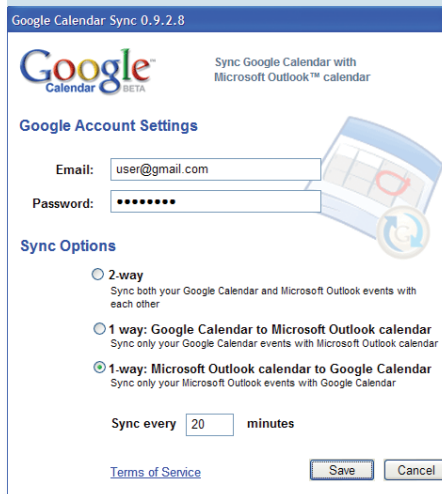 Google Calendar Sync 0.9.2.8
Google™
Calendar BETA
Sync Google Calendar with
Microsoft Outlook™ calendar
Google Account Settings
Email: user@gmail.com
Password: ••••••••
Sync Options
2-way
Sync both your Google Calendar and Microsoft Outlook events with
each other
1 way: Google Calendar to Microsoft Outlook calendar
Sync only your Google Calendar events with Microsoft Outlook calendar
1-way: Microsoft Outlook calendar to Google Calendar
Sync only your Microsoft Outlook events with Google Calendar
Sync every 20 minutes
Terms of Service Save Cancel